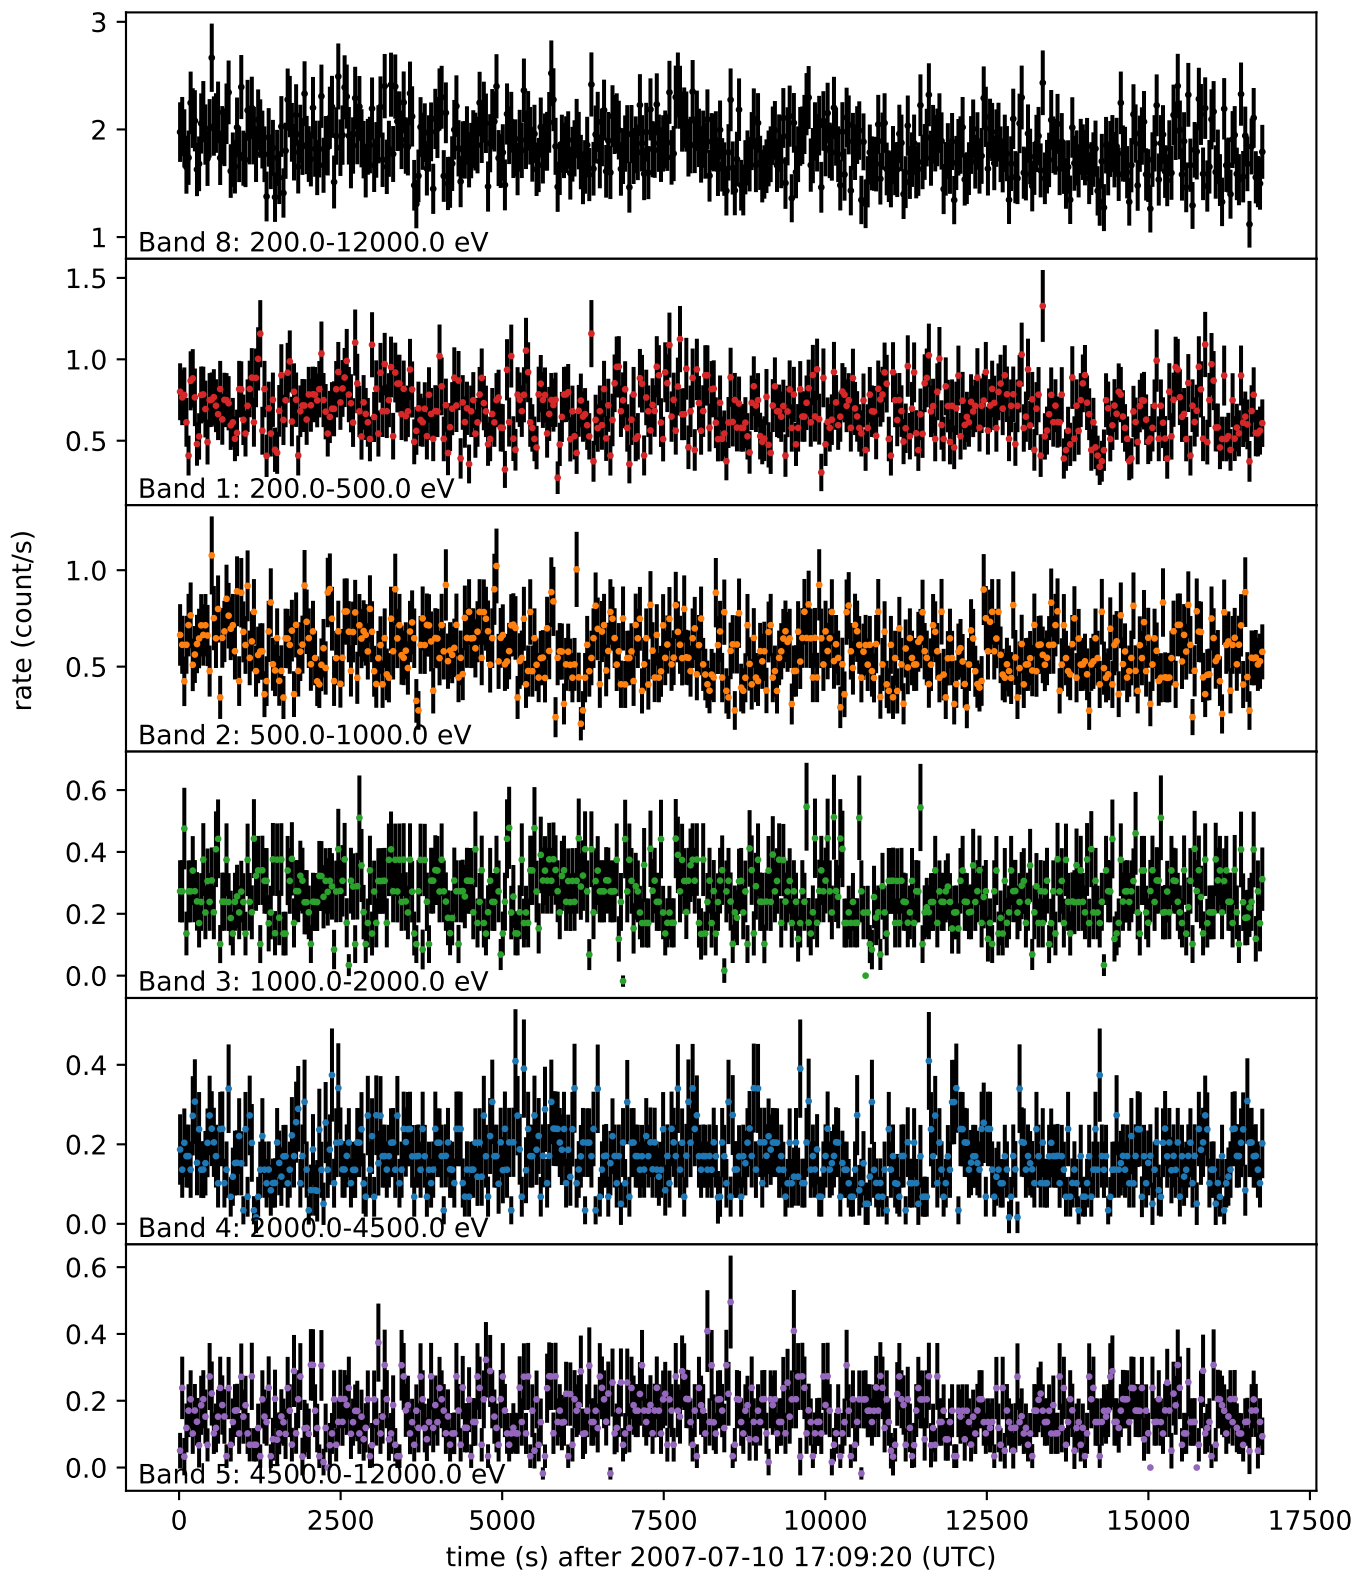 3
2
1
Band 8: 200.0-12000.0 eV
1.5
1.0
0.5
Band 1: 200.0-500.0 eV
1.0
0.5
Band 2: 500.0-1000.0 eV
rate (count/s)
0.6
0.4
0.2
0.0
Band 3: 1000.0-2000.0 eV
0.4
0.2
0.0
Band 4: 2000.0-4500.0 eV
0.6
0.4
0.2
0.0
Band 5: 4500.0-12000.0 eV
0 2500 5000 7500 10000 12500 15000 17500
time (s) after 2007-07-10 17:09:20 (UTC)